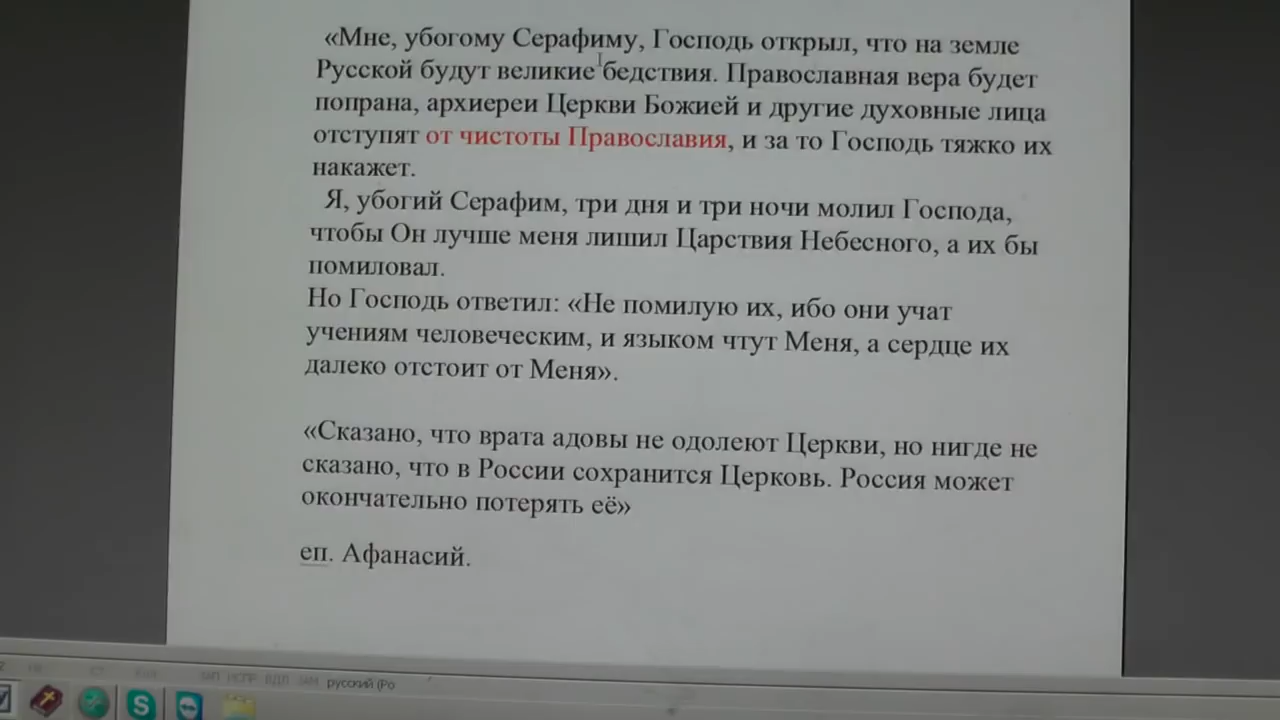 «Мне, убогому Серафиму, Господь открыл, что на земле
Русской будут великие бедствия. Православная вера будет
попрана, архиереи Церкви Божией и другие духовные лица
отступят от чистоты Православия, и за то Господь тяжко их
накажет.
Я, убогий Серафим, три дня и три ночи молил Господа,
чтобы Он лучше меня лишил Царствия Небесного, а их бы
помиловал.
Но Господь ответил: «Не помилую их, ибо они учат
учениям человеческим, и языком чтут Меня, а сердце их
далеко отстоит от Меня».
«Сказано, что врата адовы не одолеют Церкви, но нигде не
сказано, что в России сохранится Церковь. Россия может
окончательно потерять её»
еп. Афанасий.
ИСПР ВДЛ ЗАМ русский (Ро